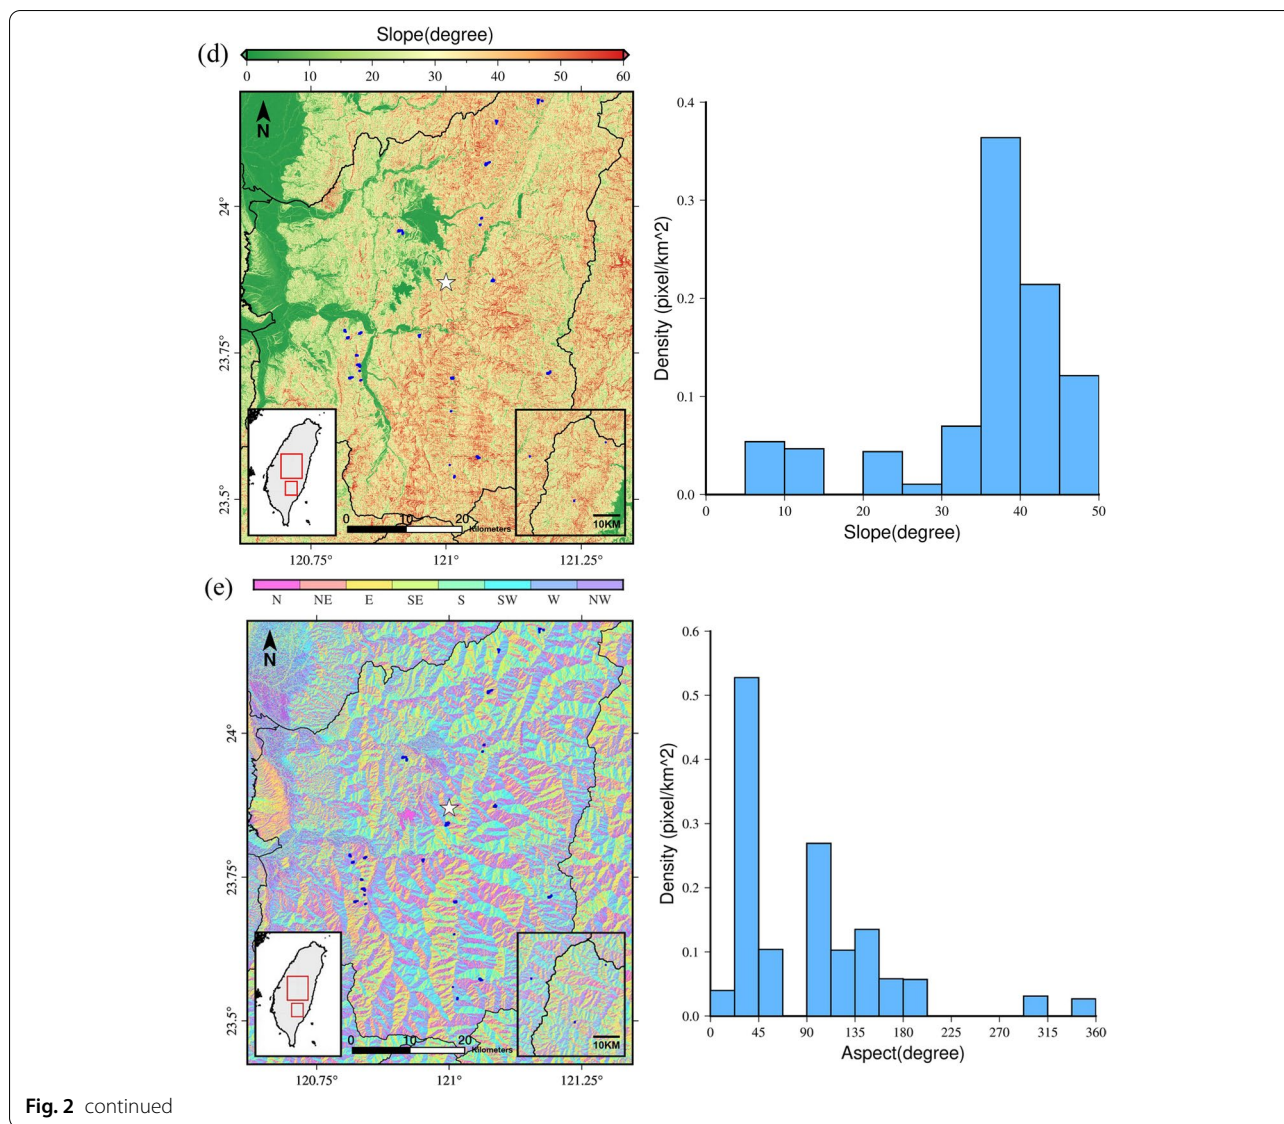 Slope(degree)
(d)
0 10 20 30 40 50 60
N
24°
23.75°
23.5°
0 10 20
Kilometers
10KM
120.75° 121° 121.25°
0.4
0.3
0.2
0.1
0.0
Density (pixel/km^2)
0 10 20 30 40 50
Slope(degree)
(e)
N NE E SE S SW W NW
N
24°
23.75°
23.5°
0 10 20
Kilometers
10KM
120.75° 121° 121.25°
0.6
0.5
0.4
0.3
0.2
0.1
0.0
Density (pixel/km^2)
0 45 90 135 180 225 270 315 360
Aspect(degree)
Fig. 2 continued